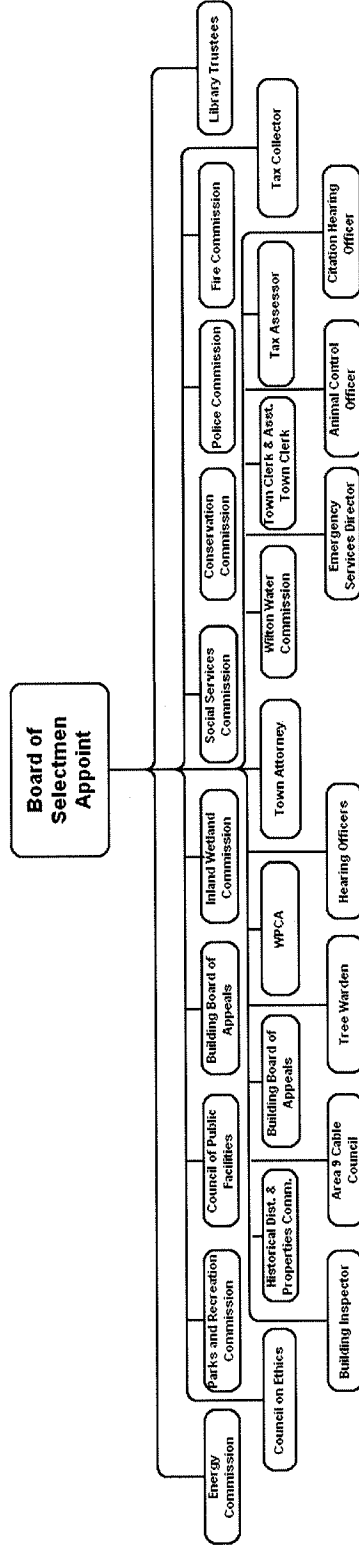 Board of
Selectmen
Appoint
Energy
Commission
Library Trustees
Parks and Recreation
Commission
Council of Public
Facilities
Building Board of
Appeals
Inland Wetland
Commission
Social Services
Commission
Conservation
Commission
Police Commission
Fire Commission
Council on Ethics
Historical Dist. &
Properties Comm.
Building Board of
Appeals
WPCA
Town Attorney
Wilton Water
Commission
Town Clerk & Asst.
Town Clerk
Tax Assessor
Tax Collector
Building Inspector
Area 9 Cable
Council
Tree Warden
Hearing Officers
Emergency
Services Director
Animal Control
Officer
Citation Hearing
Officer